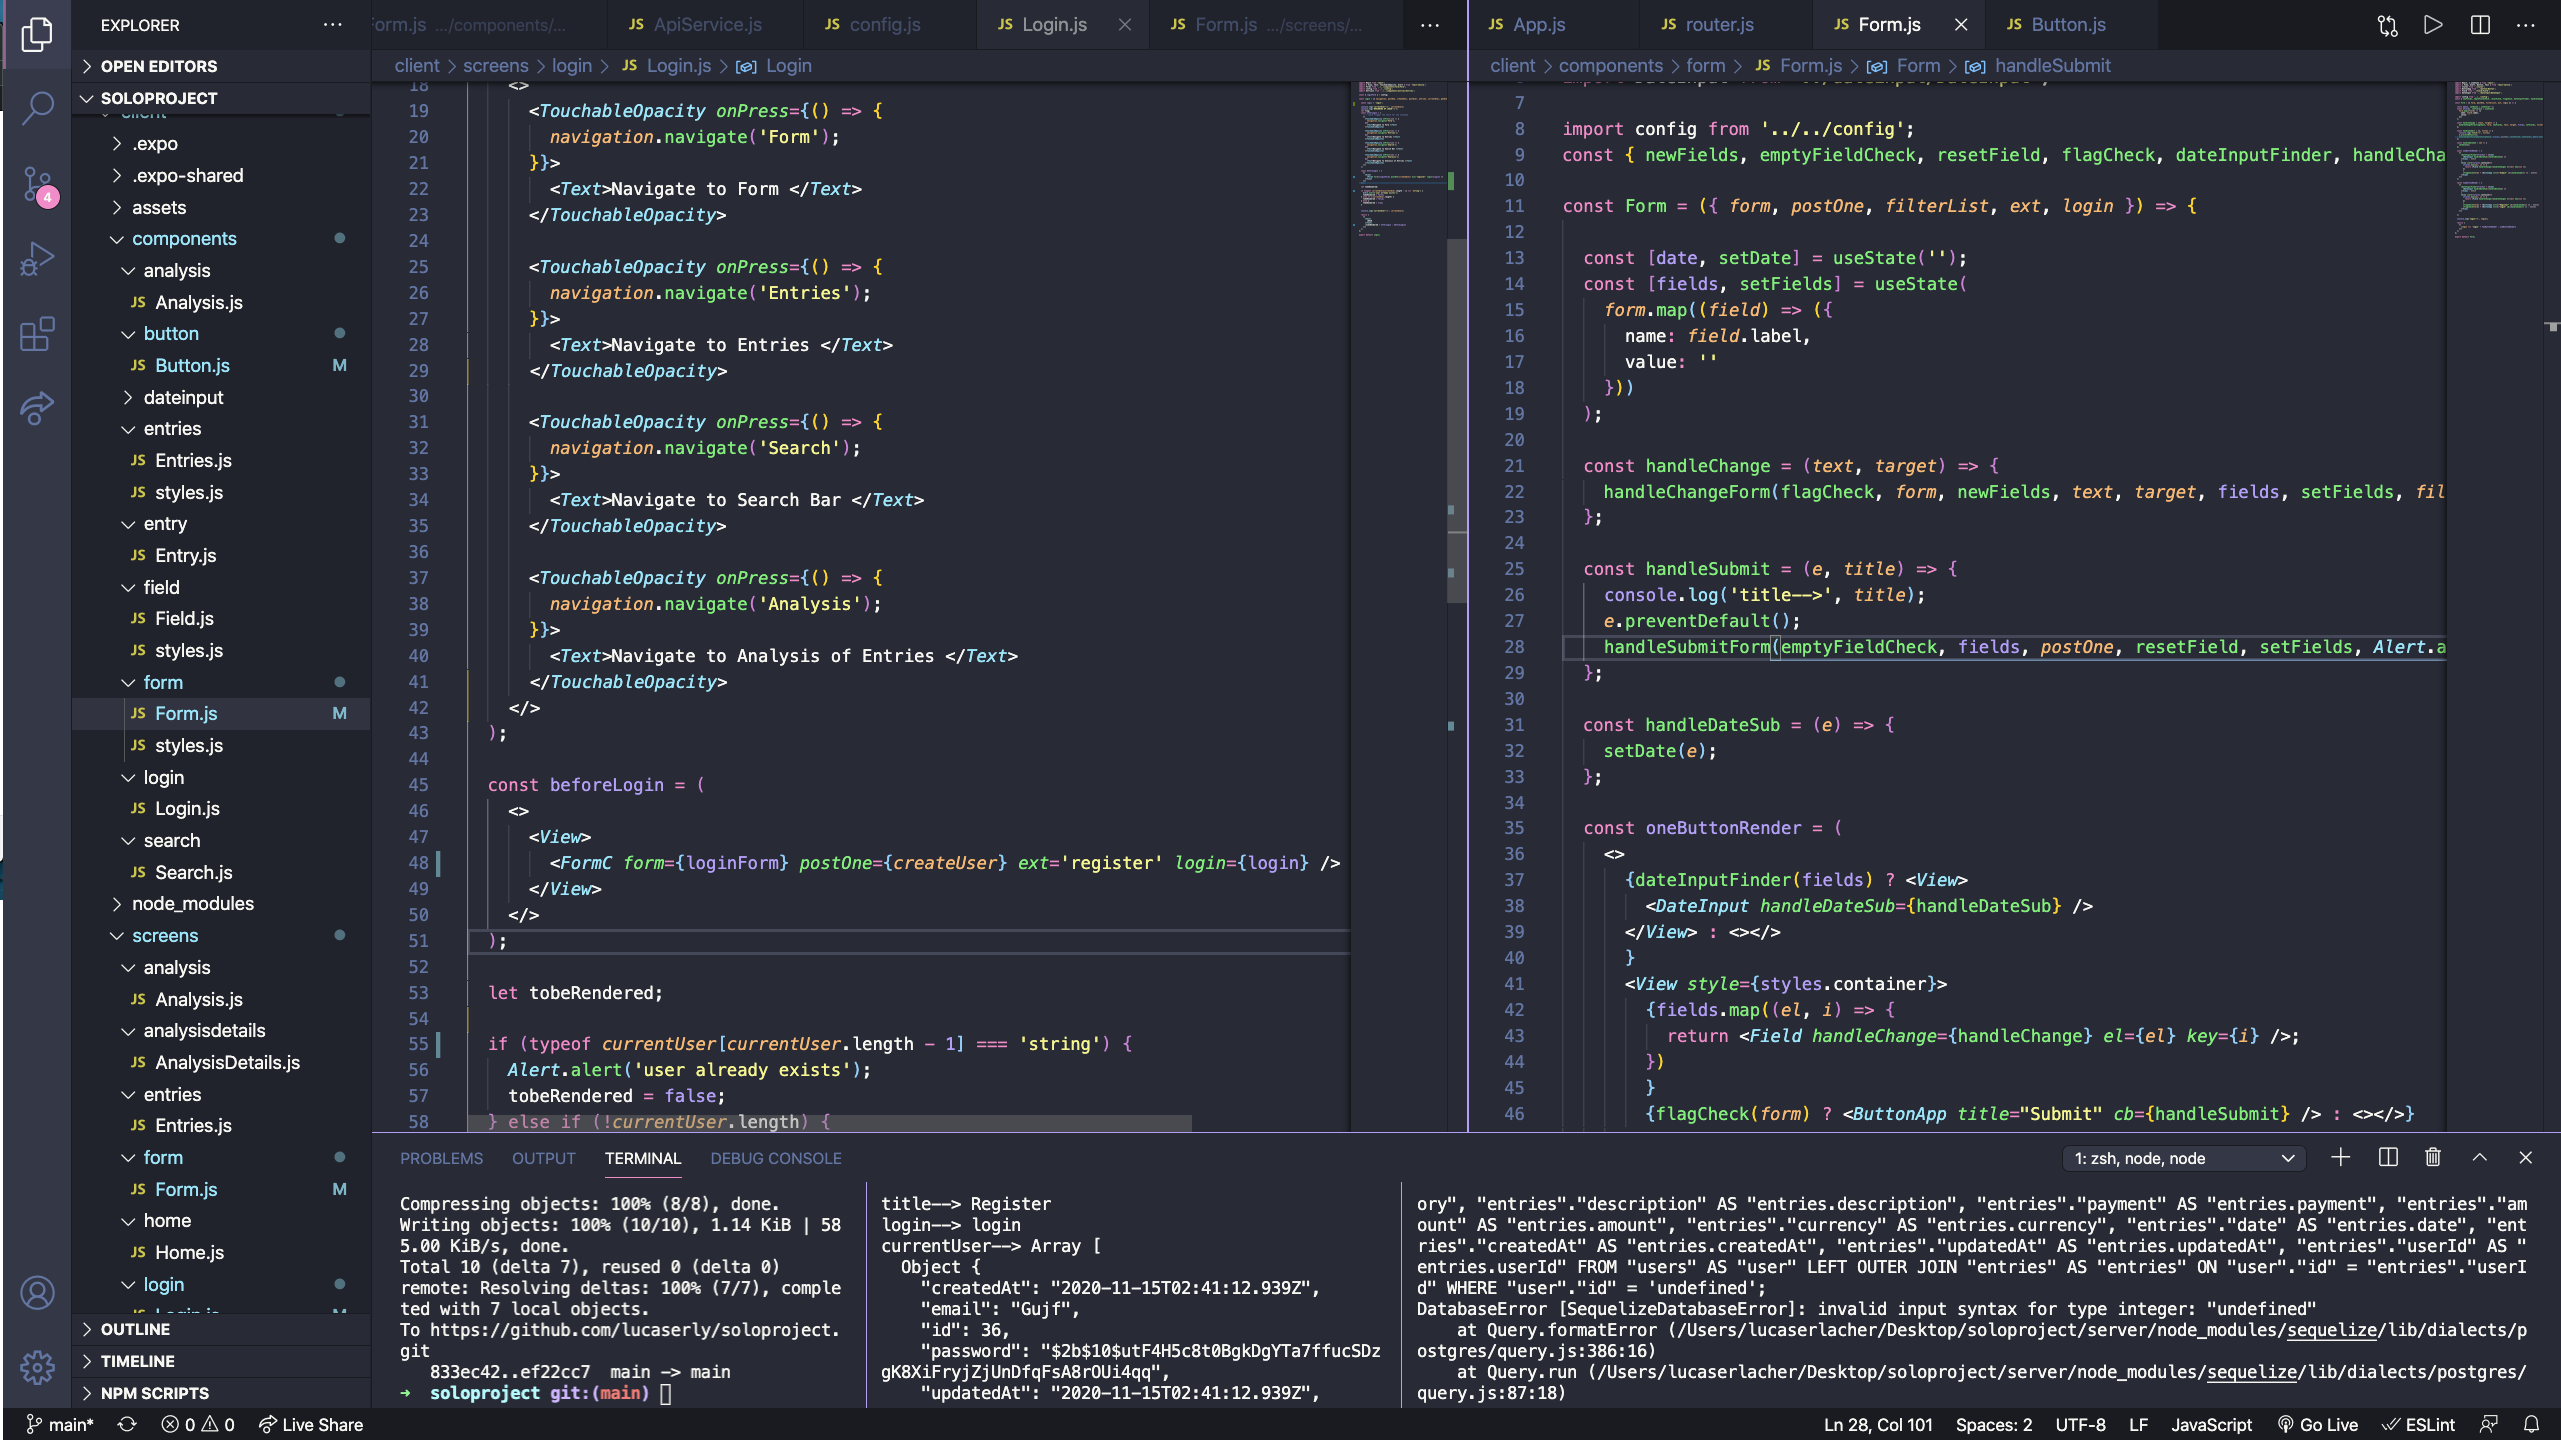 EXPLORER
OPEN EDITORS
SOLOPROJECT
client
.expo
.expo-shared
assets
components
analysis
JS Analysis.js
button
JS Button.js M
dateinput
entries
JS Entries.js
JS styles.js
entry
JS Entry.js
field
JS Field.js
JS styles.js
form
JS Form.js M
JS styles.js
login
JS Login.js
search
JS Search.js
node_modules
screens
analysis
JS Analysis.js
analysisdetails
JS AnalysisDetails.js
entries
JS Entries.js
form
JS Form.js M
home
JS Home.js
login
JS Login.js M
OUTLINE
TIMELINE
NPM SCRIPTS
4
Form.js .../components/... JS ApiService.js JS config.js JS Login.js JS Form.js .../screens/...
client > screens > login > JS Login.js > Login
18 <>
19 <TouchableOpacity onPress={() => {
20 navigation.navigate('Form');
21 }}>
22 <Text>Navigate to Form </Text>
23 </TouchableOpacity>
24
25 <TouchableOpacity onPress={() => {
26 navigation.navigate('Entries');
27 }}>
28 <Text>Navigate to Entries </Text>
29 </TouchableOpacity>
30
31 <TouchableOpacity onPress={() => {
32 navigation.navigate('Search');
33 }}>
34 <Text>Navigate to Search Bar </Text>
35 </TouchableOpacity>
36
37 <TouchableOpacity onPress={() => {
38 navigation.navigate('Analysis');
39 }}>
40 <Text>Navigate to Analysis of Entries </Text>
41 </TouchableOpacity>
42 </>
43 );
44
45 const beforeLogin = (
46 <>
47 <View>
48 <FormC form={loginForm} postOne={createUser} ext='register' login={login} />
49 </View>
50 </>
51 );
52
53 let tobeRendered;
54
55 if (typeof currentUser[currentUser.length - 1] === 'string') {
56 Alert.alert('user already exists');
57 tobeRendered = false;
58 } else if (!currentUser.length) {
JS App.js JS router.js JS Form.js JS Button.js
client > components > form > JS Form.js > Form > handleSubmit
7
8 import config from '../../config';
9 const { newFields, emptyFieldCheck, resetField, flagCheck, dateInputFinder, handleCha
10
11 const Form = ({ form, postOne, filterList, ext, login }) => {
12
13 const [date, setDate] = useState('');
14 const [fields, setFields] = useState(
15 form.map((field) => ({
16 name: field.label,
17 value: ''
18 }))
19 );
20
21 const handleChange = (text, target) => {
22 handleChangeForm(flagCheck, form, newFields, text, target, fields, setFields, fil
23 };
24
25 const handleSubmit = (e, title) => {
26 console.log('title-->', title);
27 e.preventDefault();
28 handleSubmitForm(emptyFieldCheck, fields, postOne, resetField, setFields, Alert.a
29 };
30
31 const handleDateSub = (e) => {
32 setDate(e);
33 };
34
35 const oneButtonRender = (
36 <>
37 {dateInputFinder(fields) ? <View>
38 <DateInput handleDateSub={handleDateSub} />
39 </View> : <></>
40 }
41 <View style={styles.container}>
42 {fields.map((el, i) => {
43 return <Field handleChange={handleChange} el={el} key={i} />;
44 })
45 }
46 {flagCheck(form) ? <ButtonApp title="Submit" cb={handleSubmit} /> : <></>}
PROBLEMS OUTPUT TERMINAL DEBUG CONSOLE
1: zsh, node, node
Compressing objects: 100% (8/8), done.
Writing objects: 100% (10/10), 1.14 KiB | 58
5.00 KiB/s, done.
Total 10 (delta 7), reused 0 (delta 0)
remote: Resolving deltas: 100% (7/7), comple
ted with 7 local objects.
To https://github.com/lucaserly/soloproject.
git
833ec42..ef22cc7 main -> main
→ soloproject git:(main)
title--> Register
login--> login
currentUser--> Array [
Object {
"createdAt": "2020-11-15T02:41:12.939Z",
"email": "Gujf",
"id": 36,
"password": "$2b$10$utF4H5c8t0BgkDgYTa7ffucSDz
gK8XiFryjZjUnDfqFsA8rOUi4qq",
"updatedAt": "2020-11-15T02:41:12.939Z",
ory", "entries"."description" AS "entries.description", "entries"."payment" AS "entries.payment", "entries"."am
ount" AS "entries.amount", "entries"."currency" AS "entries.currency", "entries"."date" AS "entries.date", "ent
ries"."createdAt" AS "entries.createdAt", "entries"."updatedAt" AS "entries.updatedAt", "entries"."userId" AS "
entries.userId" FROM "users" AS "user" LEFT OUTER JOIN "entries" AS "entries" ON "user"."id" = "entries"."userI
d" WHERE "user"."id" = 'undefined';
DatabaseError [SequelizeDatabaseError]: invalid input syntax for type integer: "undefined"
at Query.formatError (/Users/lucaserlacher/Desktop/soloproject/server/node_modules/sequelize/lib/dialects/p
ostgres/query.js:386:16)
at Query.run (/Users/lucaserlacher/Desktop/soloproject/server/node_modules/sequelize/lib/dialects/postgres/
query.js:87:18)
main* 0 0 Live Share
Ln 28, Col 101 Spaces: 2 UTF-8 LF JavaScript Go Live ESLint